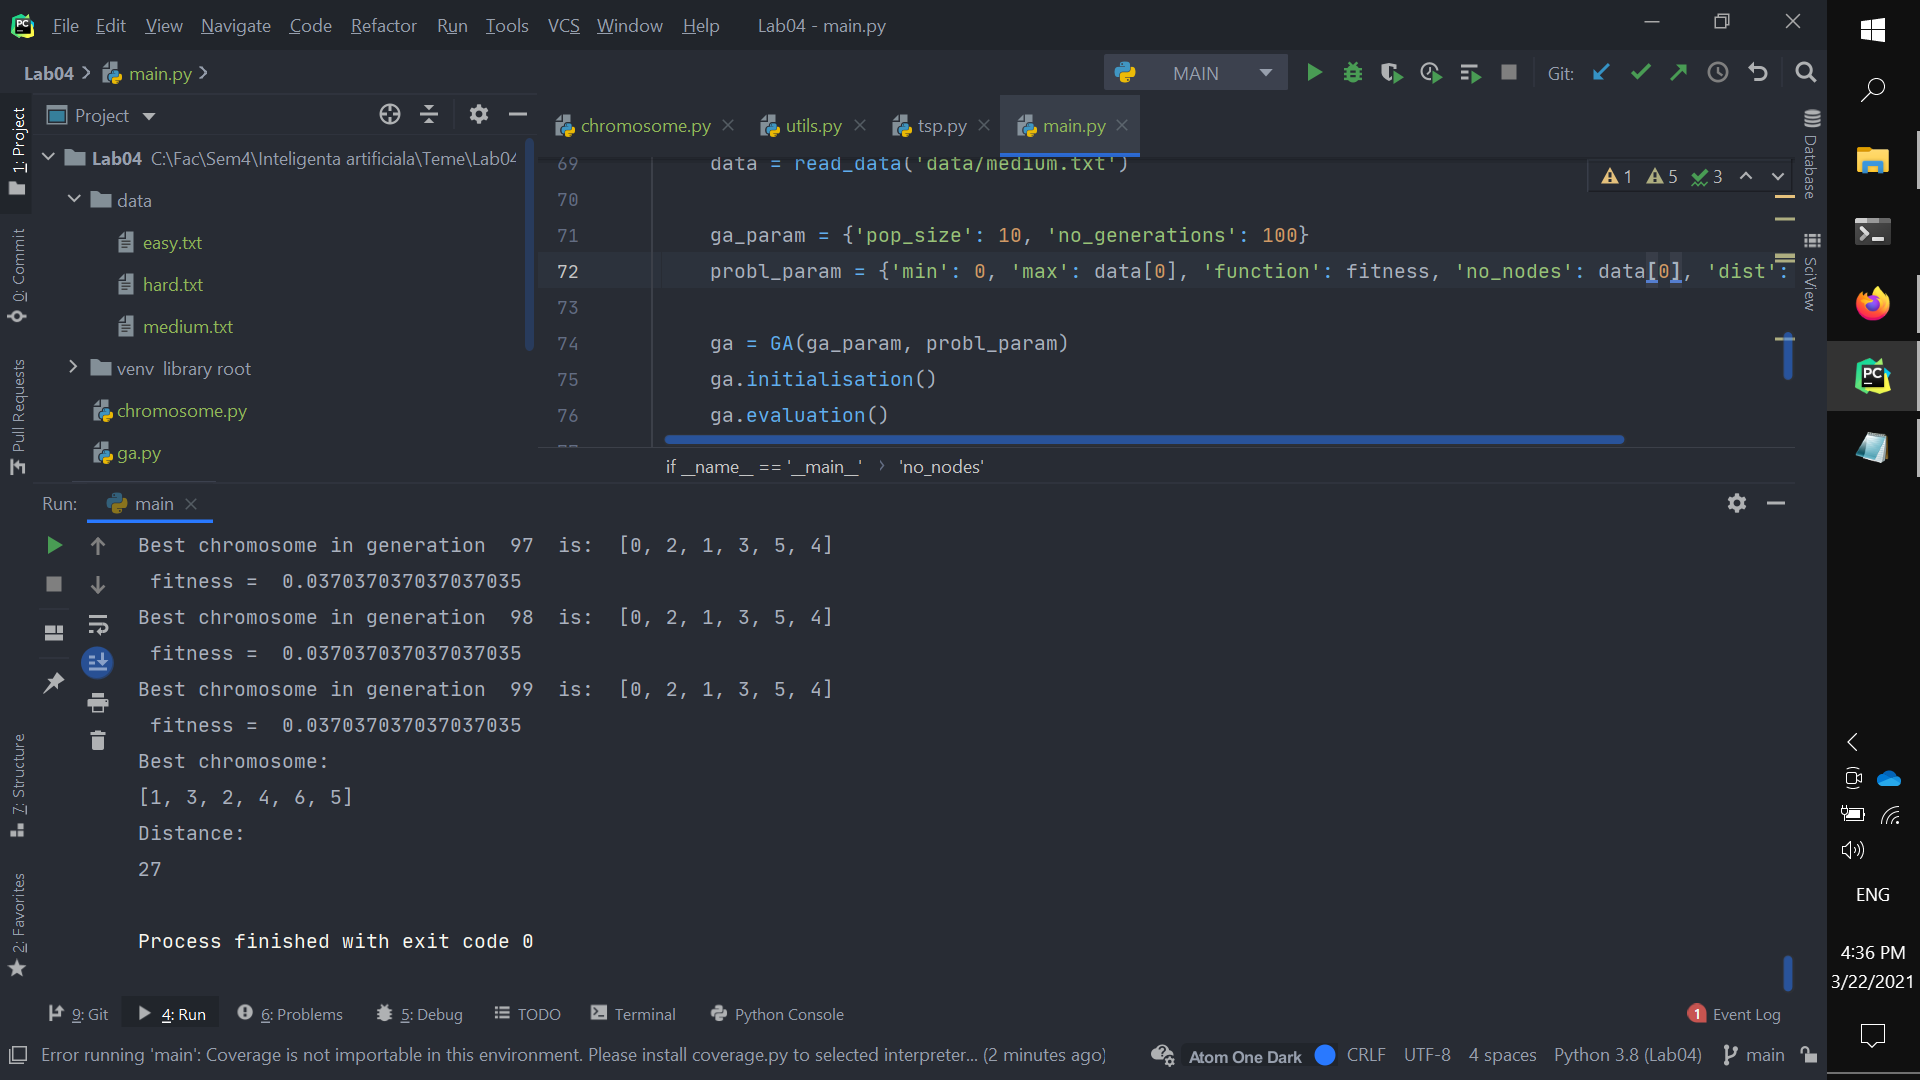 File Edit View Navigate Code Refactor Run Tools VCS Window Help Lab04 - main.py
Lab04 main.py MAIN Git:
Project
chromosome.py utils.py tsp.py main.py
1: Project
0: Commit
Pull Requests
7: Structure
2: Favorites
Lab04 C:\Fac\Sem4\Inteligenta artificiala\Teme\Lab04
data
easy.txt
hard.txt
medium.txt
venv library root
chromosome.py
ga.py
1 5 3
69 data = read_data('data/medium.txt')
70
71 ga_param = {'pop_size': 10, 'no_generations': 100}
72 probl_param = {'min': 0, 'max': data[0], 'function': fitness, 'no_nodes': data[0], 'dist':
73
74 ga = GA(ga_param, probl_param)
75 ga.initialisation()
76 ga.evaluation()
if __name__ == '__main__' › 'no_nodes'
Database
SciView
Run: main
Best chromosome in generation 97 is: [0, 2, 1, 3, 5, 4]
fitness = 0.037037037037037035
Best chromosome in generation 98 is: [0, 2, 1, 3, 5, 4]
fitness = 0.037037037037037035
Best chromosome in generation 99 is: [0, 2, 1, 3, 5, 4]
fitness = 0.037037037037037035
Best chromosome:
[1, 3, 2, 4, 6, 5]
Distance:
27
Process finished with exit code 0
9: Git 4: Run 6: Problems 5: Debug TODO Terminal Python Console 1 Event Log
Error running 'main': Coverage is not importable in this environment. Please install coverage.py to selected interpreter... (2 minutes ago) Atom One Dark CRLF UTF-8 4 spaces Python 3.8 (Lab04) main
ENG
4:36 PM
3/22/2021